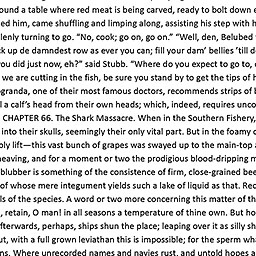 ound a table where red meat is being carved, ready to bolt down e
ed him, came shuffling and limping along, assisting his step with h
lenly turning to go. “No, cook; go on, go on.” “Well, den, Belubed
ck up de damndest row as ever you can; fill your dam’ bellies ’till d
ou did just now, eh?” said Stubb. “Where do you expect to go to, c
we are cutting in the fish, be sure you stand by to get the tips of h
ogranda, one of their most famous doctors, recommends strips of b
l a calf’s head from their own heads; which, indeed, requires unco
CHAPTER 66. The Shark Massacre. When in the Southern Fishery,
into their skulls, seemingly their only vital part. But in the foamy c
bly lift—this vast bunch of grapes was swayed up to the main-top a
heaving, and for a moment or two the prodigious blood-dripping m
blubber is something of the consistence of firm, close-grained bee
of whose mere integument yields such a lake of liquid as that. Rec
ls of the species. A word or two more concerning this matter of th
, retain, O man! in all seasons a temperature of thine own. But ho
fterwards, perhaps, ships shun the place; leaping over it as silly sh
ut, with a full grown leviathan this is impossible; for the sperm wha
ns. Where unrecorded names and navies rust, and untold hopes a